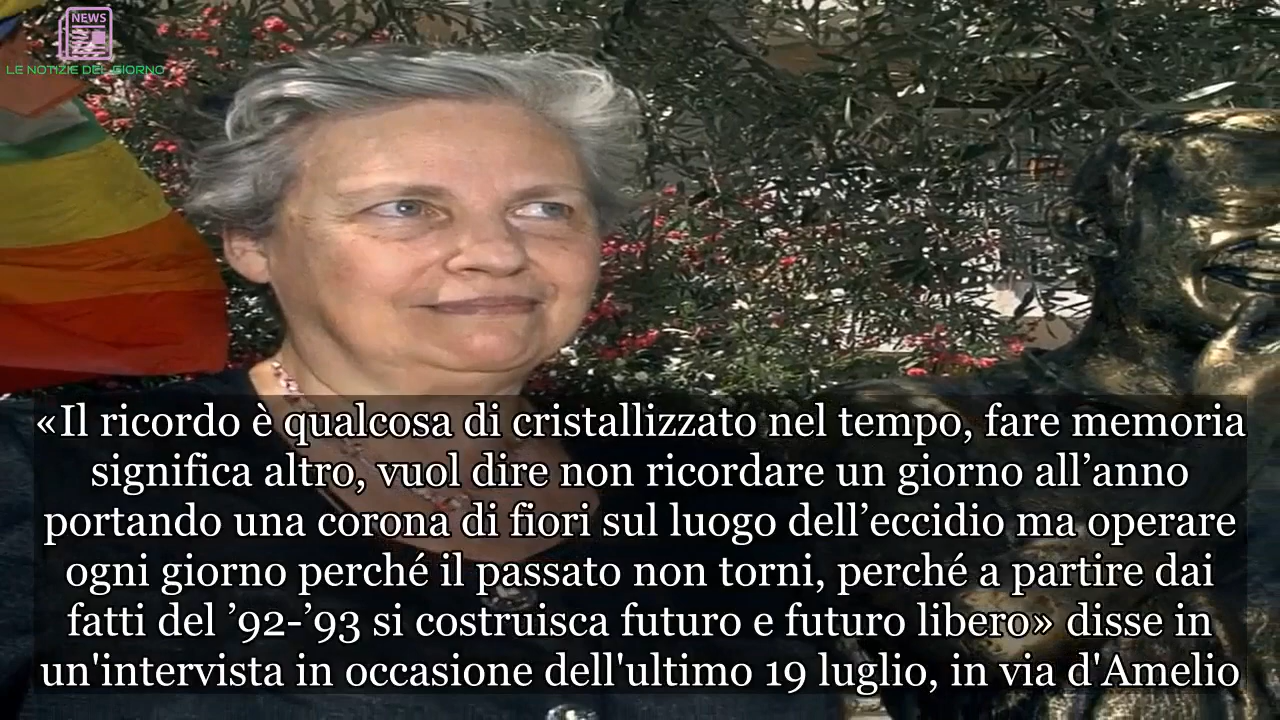 NEWS
LE NOTIZIE DEL GIORNO
«Il ricordo è qualcosa di cristallizzato nel tempo, fare memoria
significa altro, vuol dire non ricordare un giorno all’anno
portando una corona di fiori sul luogo dell’eccidio ma operare
ogni giorno perché il passato non torni, perché a partire dai
fatti del ’92-’93 si costruisca futuro e futuro libero» disse in
un'intervista in occasione dell'ultimo 19 luglio, in via d'Amelio